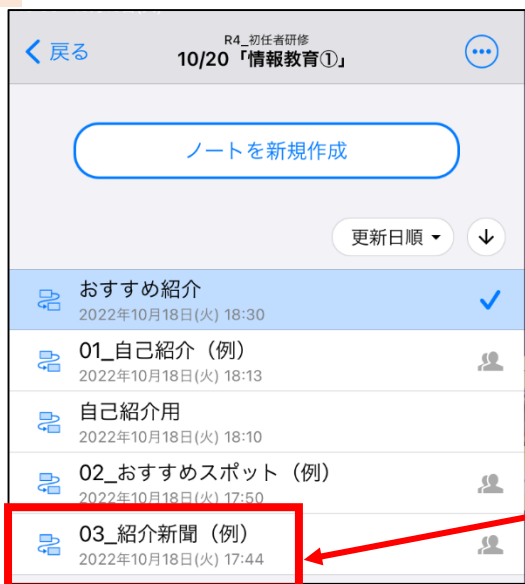 戻る
R4_初任者研修
10/20「情報教育①」
ノートを新規作成
更新日順
おすすめ紹介
2022年10月18日(火) 18:30
01_自己紹介（例）
2022年10月18日(火) 18:13
自己紹介用
2022年10月18日(火) 18:10
02_おすすめスポット（例）
2022年10月18日(火) 17:50
03_紹介新聞（例）
2022年10月18日(火) 17:44